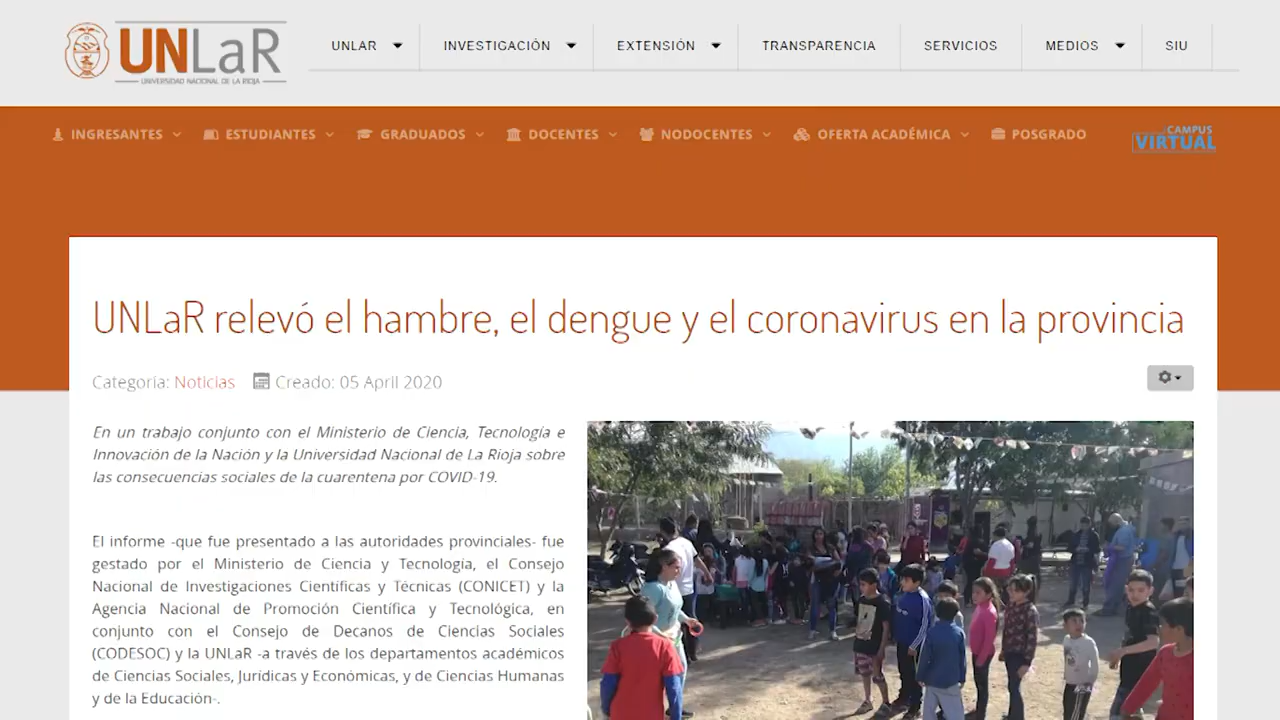 UNLaR
UNIVERSIDAD NACIONAL DE LA RIOJA
UNLAR
INVESTIGACIÓN
EXTENSIÓN
TRANSPARENCIA
SERVICIOS
MEDIOS
SIU
INGRESANTES
ESTUDIANTES
GRADUADOS
DOCENTES
NODOCENTES
OFERTA ACADÉMICA
POSGRADO
CAMPUS
VIRTUAL
UNLaR relevó el hambre, el dengue y el coronavirus en la provincia
Categoría: Noticias Creado: 05 April 2020
En un trabajo conjunto con el Ministerio de Ciencia, Tecnología e
Innovación de la Nación y la Universidad Nacional de La Rioja sobre
las consecuencias sociales de la cuarentena por COVID-19.
El informe -que fue presentado a las autoridades provinciales- fue
gestado por el Ministerio de Ciencia y Tecnología, el Consejo
Nacional de Investigaciones Científicas y Técnicas (CONICET) y la
Agencia Nacional de Promoción Científica y Tecnológica, en
conjunto con el Consejo de Decanos de Ciencias Sociales
(CODESOC) y la UNLaR -a través de los departamentos académicos
de Ciencias Sociales, Jurídicas y Económicas, y de Ciencias Humanas
y de la Educación-.